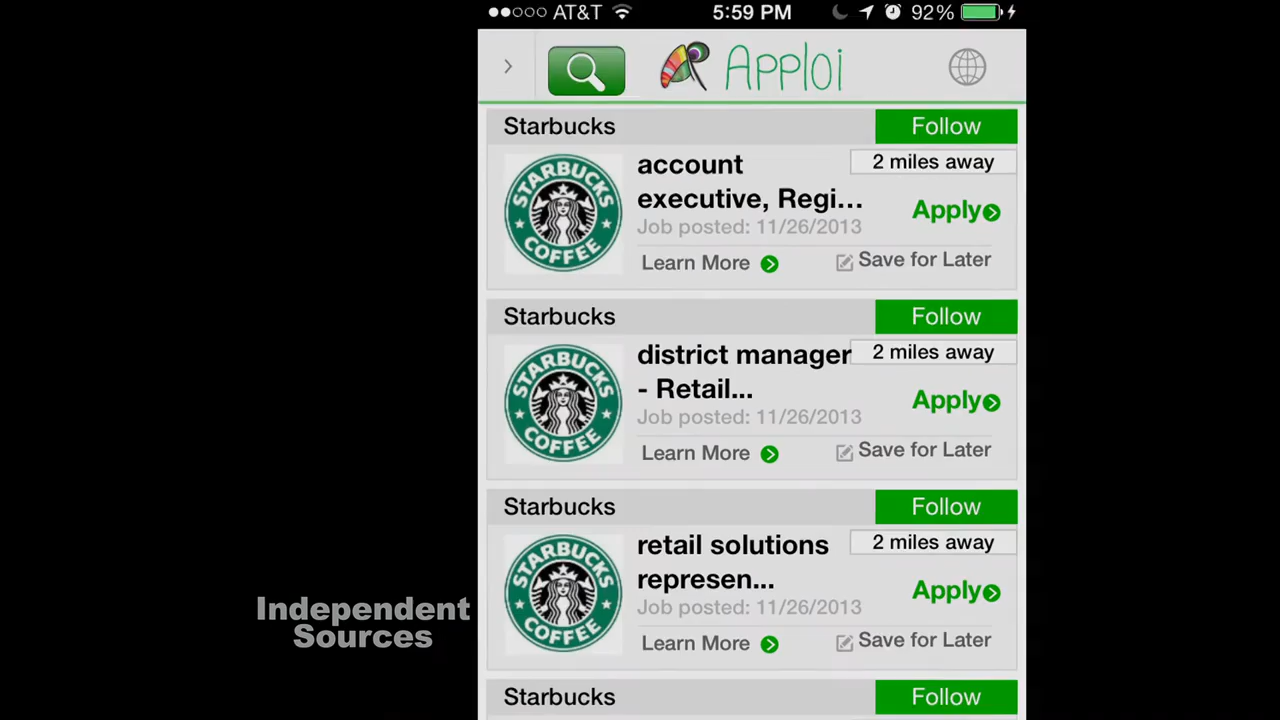 AT&T 5:59 PM 92%
Apploi
Starbucks Follow
STARBUCKS
COFFEE
account
executive, Regi...
2 miles away
Apply
Job posted: 11/26/2013
Learn More
Save for Later
Starbucks Follow
STARBUCKS
COFFEE
district manager
- Retail...
2 miles away
Apply
Job posted: 11/26/2013
Learn More
Save for Later
Starbucks Follow
STARBUCKS
COFFEE
retail solutions
represen...
2 miles away
Apply
Job posted: 11/26/2013
Learn More
Save for Later
Independent
Sources
Starbucks Follow